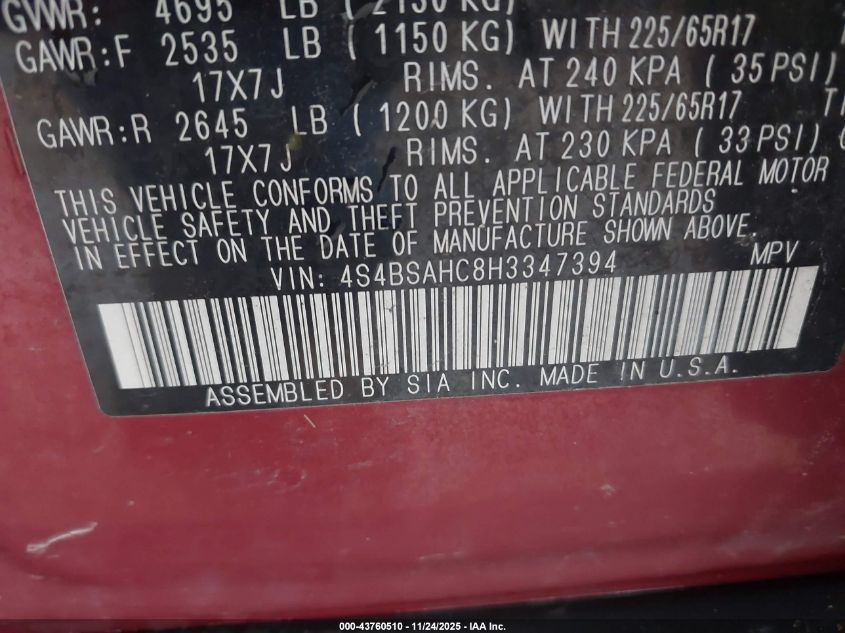 GVWR: 4695 LB (2130 KG)
GAWR:F 2535 LB (1150 KG) WITH 225/65R17
17X7J RIMS. AT 240 KPA (35 PSI)
GAWR:R 2645 LB (1200 KG) WITH 225/65R17
17X7J RIMS. AT 230 KPA (33 PSI)
THIS VEHICLE CONFORMS TO ALL APPLICABLE FEDERAL MOTOR
VEHICLE SAFETY AND THEFT PREVENTION STANDARDS
IN EFFECT ON THE DATE OF MANUFACTURE SHOWN ABOVE.
VIN: 4S4BSAHC8H3347394 MPV
ASSEMBLED BY SIA INC. MADE IN U.S.A.
000-43760510 - 11/24/2025 - IAA Inc.